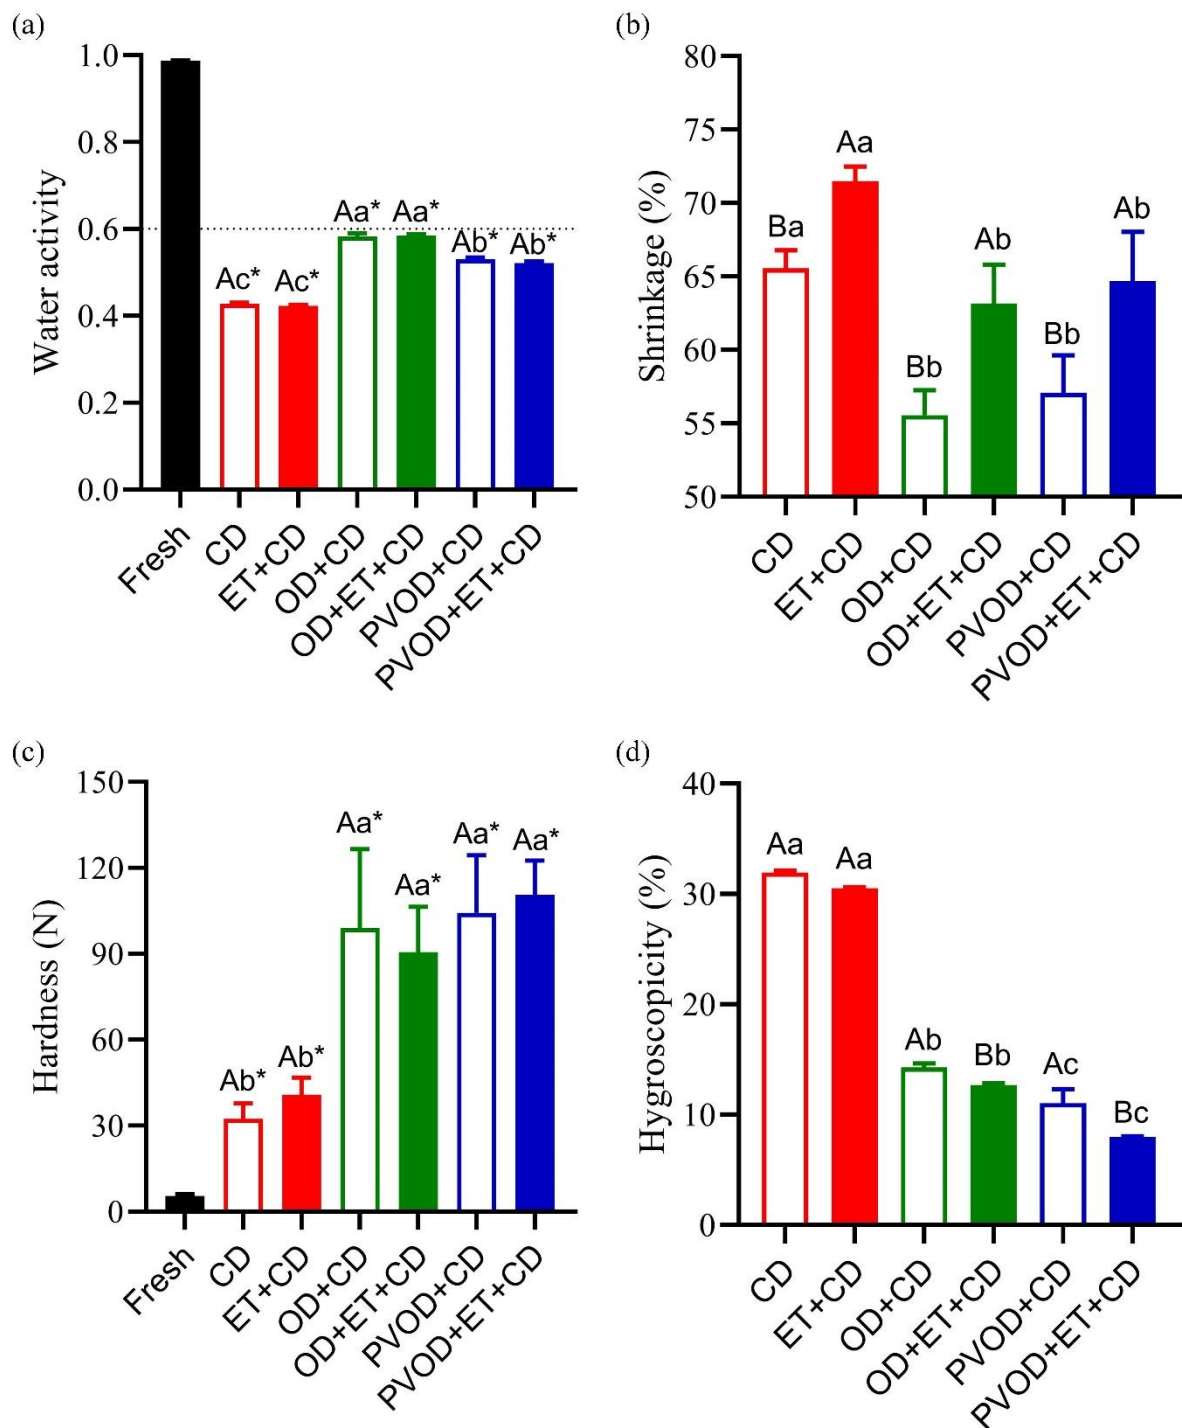 (a)
Water activity
1.0
0.8
0.6
0.4
0.2
0.0
Ac*
Ac*
Aa*
Aa*
Ab*
Ab*
Fresh
CD
ET+CD
OD+CD
OD+ET+CD
PVOD+CD
PVOD+ET+CD
(b)
Shrinkage (%)
80
75
70
65
60
55
50
Ba
Aa
Bb
Ab
Bb
Ab
CD
ET+CD
OD+CD
OD+ET+CD
PVOD+CD
PVOD+ET+CD
(c)
Hardness (N)
150
120
90
60
30
0
Ab*
Ab*
Aa*
Aa*
Aa*
Aa*
Fresh
CD
ET+CD
OD+CD
OD+ET+CD
PVOD+CD
PVOD+ET+CD
(d)
Hygroscopicity (%)
40
30
20
10
0
Aa
Aa
Ab
Bb
Ac
Bc
CD
ET+CD
OD+CD
OD+ET+CD
PVOD+CD
PVOD+ET+CD